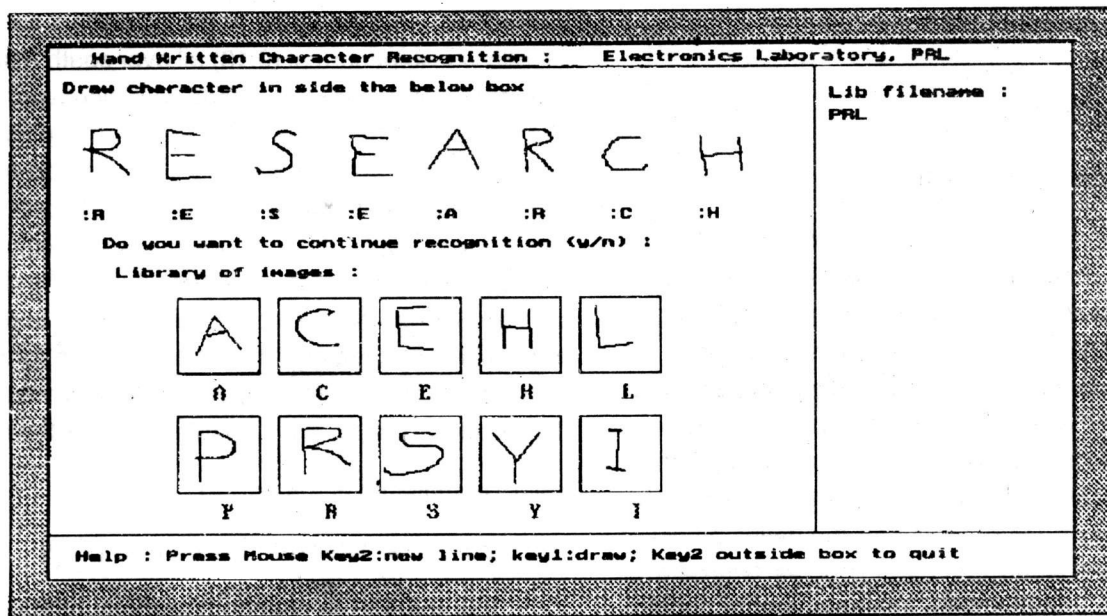 Hand Written Character Recognition : Electronics Laboratory, PRL
Draw character in side the below box
Lib filename :
PRL
R E S E A R C H
:R :E :S :E :A :R :C :H
Do you want to continue recognition (y/n) :
Library of images :
A C E H L
A C E H L
P R S Y I
P R S Y I
Help : Press Mouse Key2:new line; key1:draw; Key2 outside box to quit